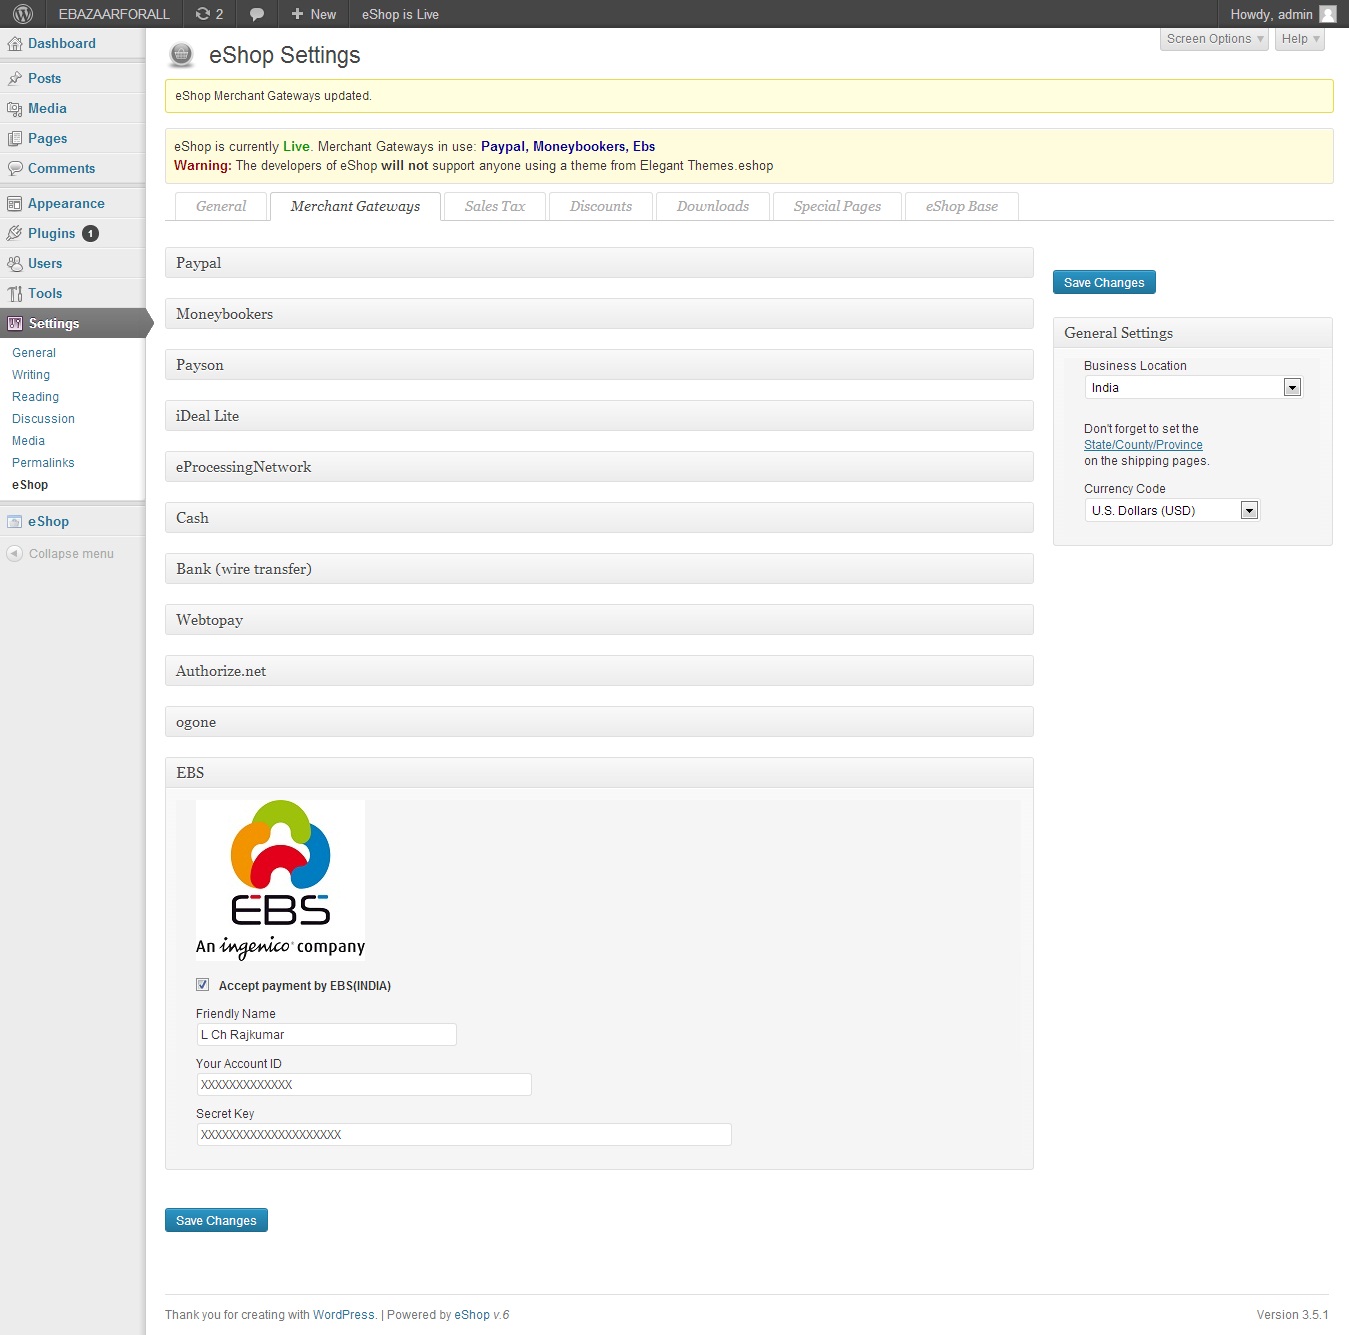 EBAZAARFORALL 2 New eShop is Live Howdy, admin
Screen Options Help
Dashboard
Posts
Media
Pages
Comments
Appearance
Plugins 1
Users
Tools
Settings
General
Writing
Reading
Discussion
Media
Permalinks
eShop
eShop
Collapse menu
eShop Settings
eShop Merchant Gateways updated.
eShop is currently Live. Merchant Gateways in use: Paypal, Moneybookers, Ebs
Warning: The developers of eShop will not support anyone using a theme from Elegant Themes.eshop
General Merchant Gateways Sales Tax Discounts Downloads Special Pages eShop Base
Paypal
Moneybookers
Payson
iDeal Lite
eProcessingNetwork
Cash
Bank (wire transfer)
Webtopay
Authorize.net
ogone
EBS
EBS
An ingenico® company
Accept payment by EBS(INDIA)
Friendly Name
L Ch Rajkumar
Your Account ID
XXXXXXXXXXXXX
Secret Key
XXXXXXXXXXXXXXXXXXXX
Save Changes
Save Changes
General Settings
Business Location
India
Don't forget to set the
State/County/Province
on the shipping pages.
Currency Code
U.S. Dollars (USD)
Thank you for creating with WordPress. | Powered by eShop v.6
Version 3.5.1